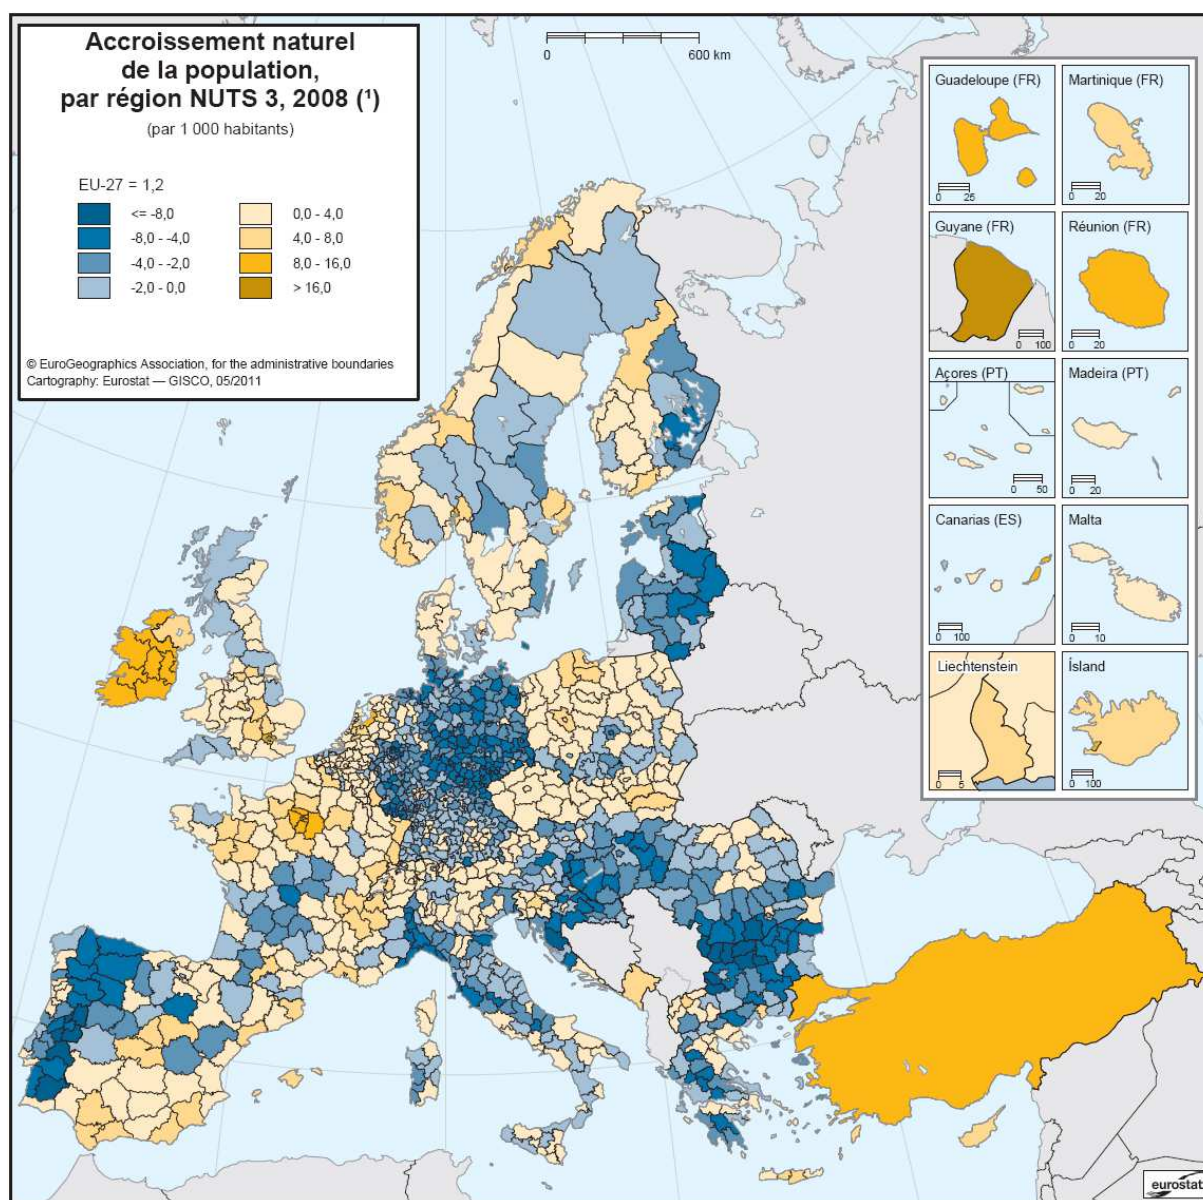 Accroissement naturel
de la population,
par région NUTS 3, 2008 (¹)
(par 1 000 habitants)
EU-27 = 1,2
<= -8,0
-8,0 - -4,0
-4,0 - -2,0
-2,0 - 0,0
0,0 - 4,0
4,0 - 8,0
8,0 - 16,0
> 16,0
© EuroGeographics Association, for the administrative boundaries
Cartography: Eurostat — GISCO, 05/2011
0 600 km
Guadeloupe (FR)
0 25
Martinique (FR)
0 20
Guyane (FR)
0 100
Réunion (FR)
0 20
Açores (PT)
0 50
Madeira (PT)
0 20
Canarias (ES)
0 100
Malta
0 10
Liechtenstein
0 5
Ísland
0 100
eurostat